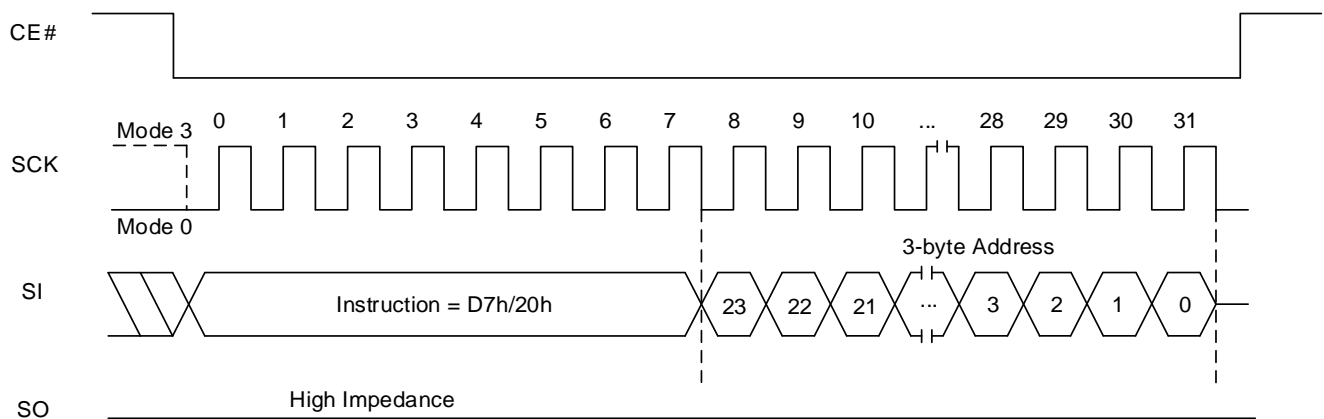 CE#
Mode 3
0 1 2 3 4 5 6 7 8 9 10 ... 28 29 30 31
SCK
Mode 0
3-byte Address
SI
Instruction = D7h/20h
23 22 21 ... 3 2 1 0
High Impedance
SO